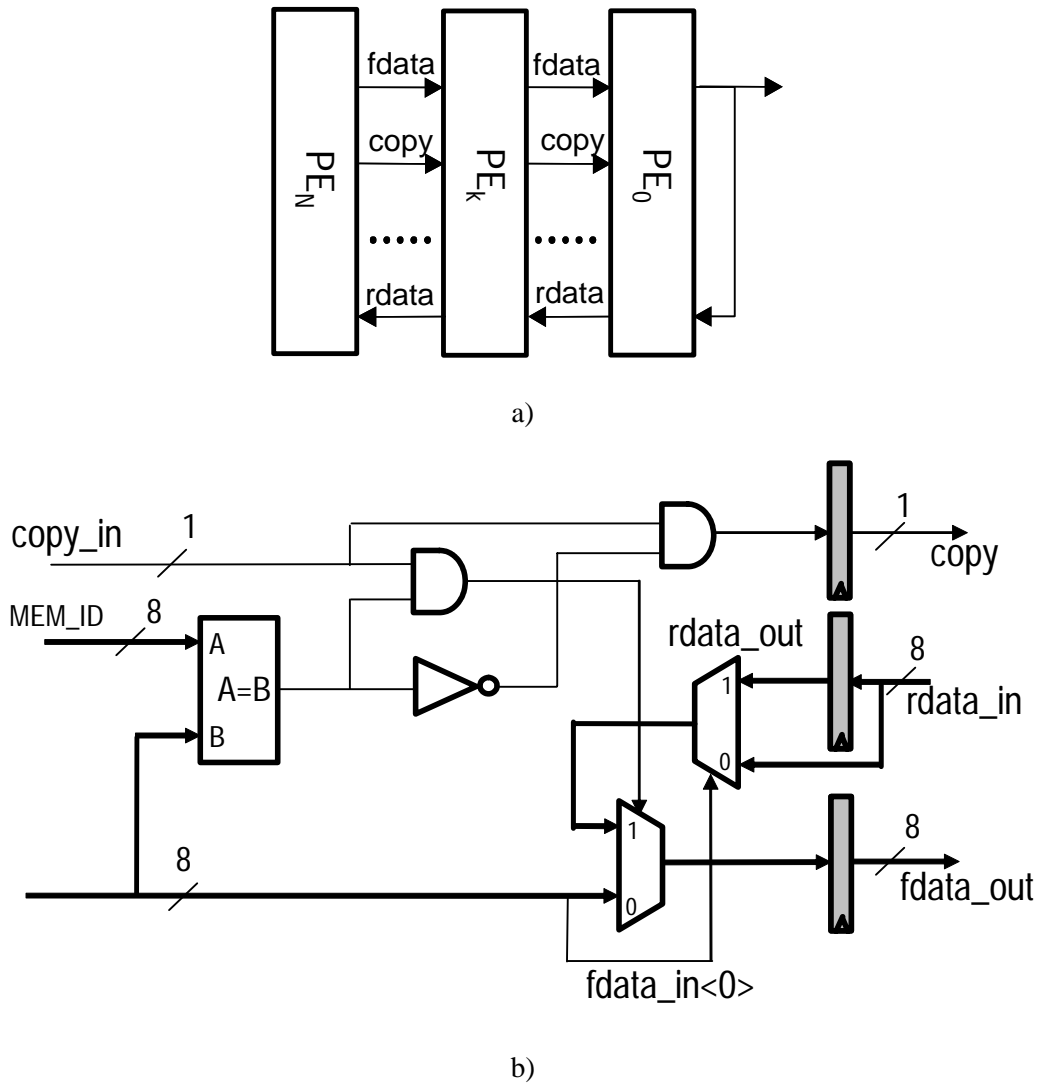 fdata fdata
copy copy
PE_N PE_k PE_0
rdata rdata
a)
copy_in 1
1
copy
MEM_ID 8
A
A=B
B
rdata_out
8
rdata_in
1
0
8
1
0
8
fdata_out
fdata_in<0>
b)